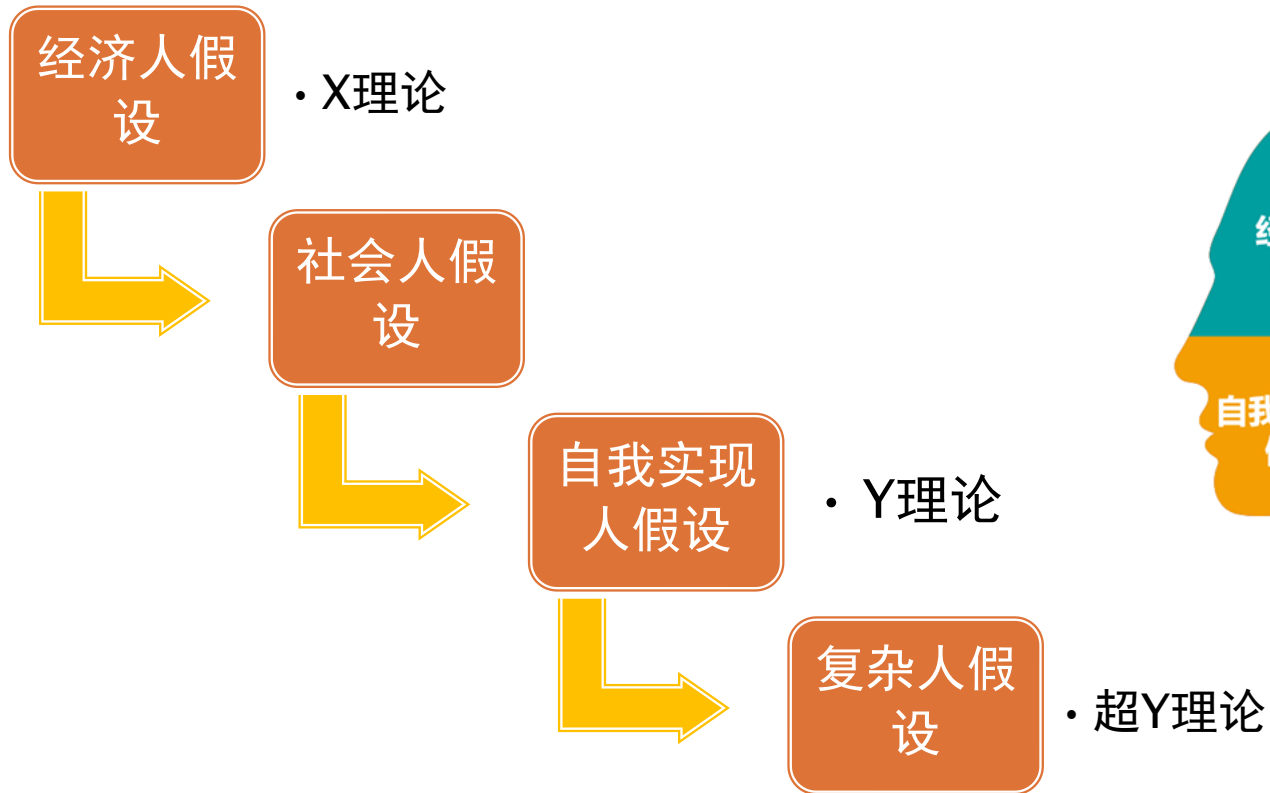 经济人假
设
· X理论
社会人假
设
自我实现
人假设
· Y理论
复杂人假
设
· 超Y理论
自我